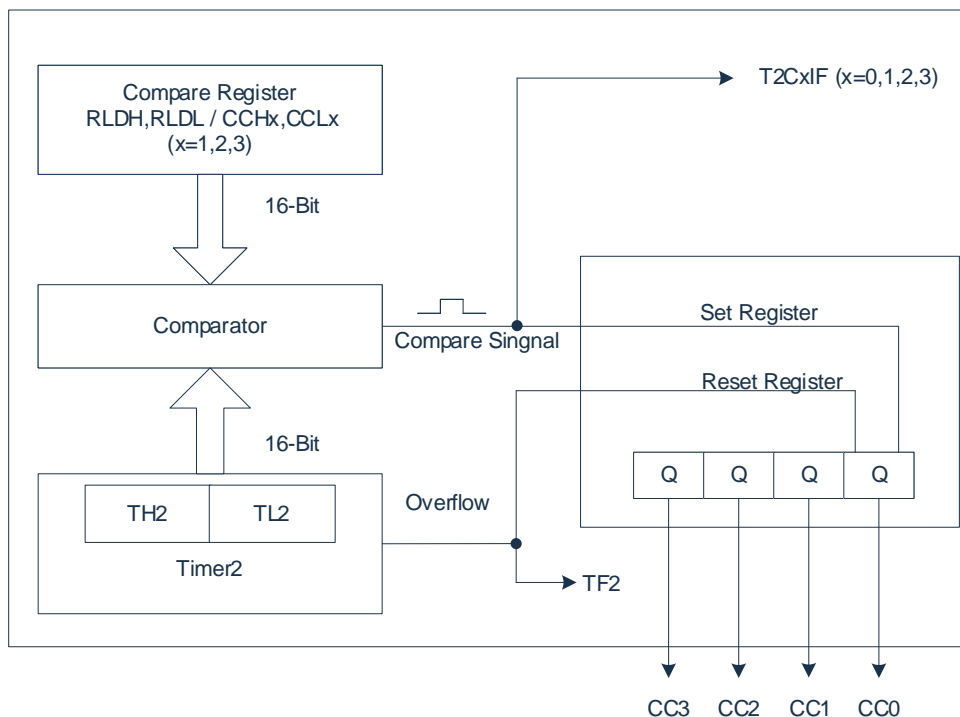 Compare Register
RLDH,RLDL / CCHx,CCLx
(x=1,2,3)
T2CxIF (x=0,1,2,3)
16-Bit
Comparator
Compare Singnal
Set Register
Reset Register
16-Bit
TH2
TL2
Timer2
Overflow
TF2
Q
Q
Q
Q
CC3
CC2
CC1
CC0